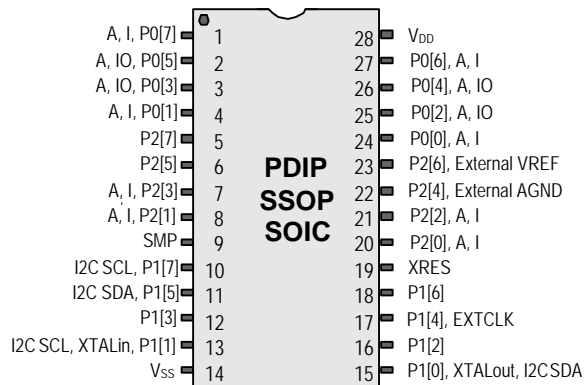 A, I, P0[7] 1 28 VDD
A, IO, P0[5] 2 27 P0[6], A, I
A, IO, P0[3] 3 26 P0[4], A, IO
A, I, P0[1] 4 25 P0[2], A, IO
P2[7] 5 24 P0[0], A, I
P2[5] 6 PDIP 23 P2[6], External VREF
A, I, P2[3] 7 SSOP 22 P2[4], External AGND
A, I, P2[1] 8 SOIC 21 P2[2], A, I
SMP 9 20 P2[0], A, I
I2C SCL, P1[7] 10 19 XRES
I2C SDA, P1[5] 11 18 P1[6]
P1[3] 12 17 P1[4], EXTCLK
I2C SCL, XTALin, P1[1] 13 16 P1[2]
Vss 14 15 P1[0], XTALout, I2CSDA